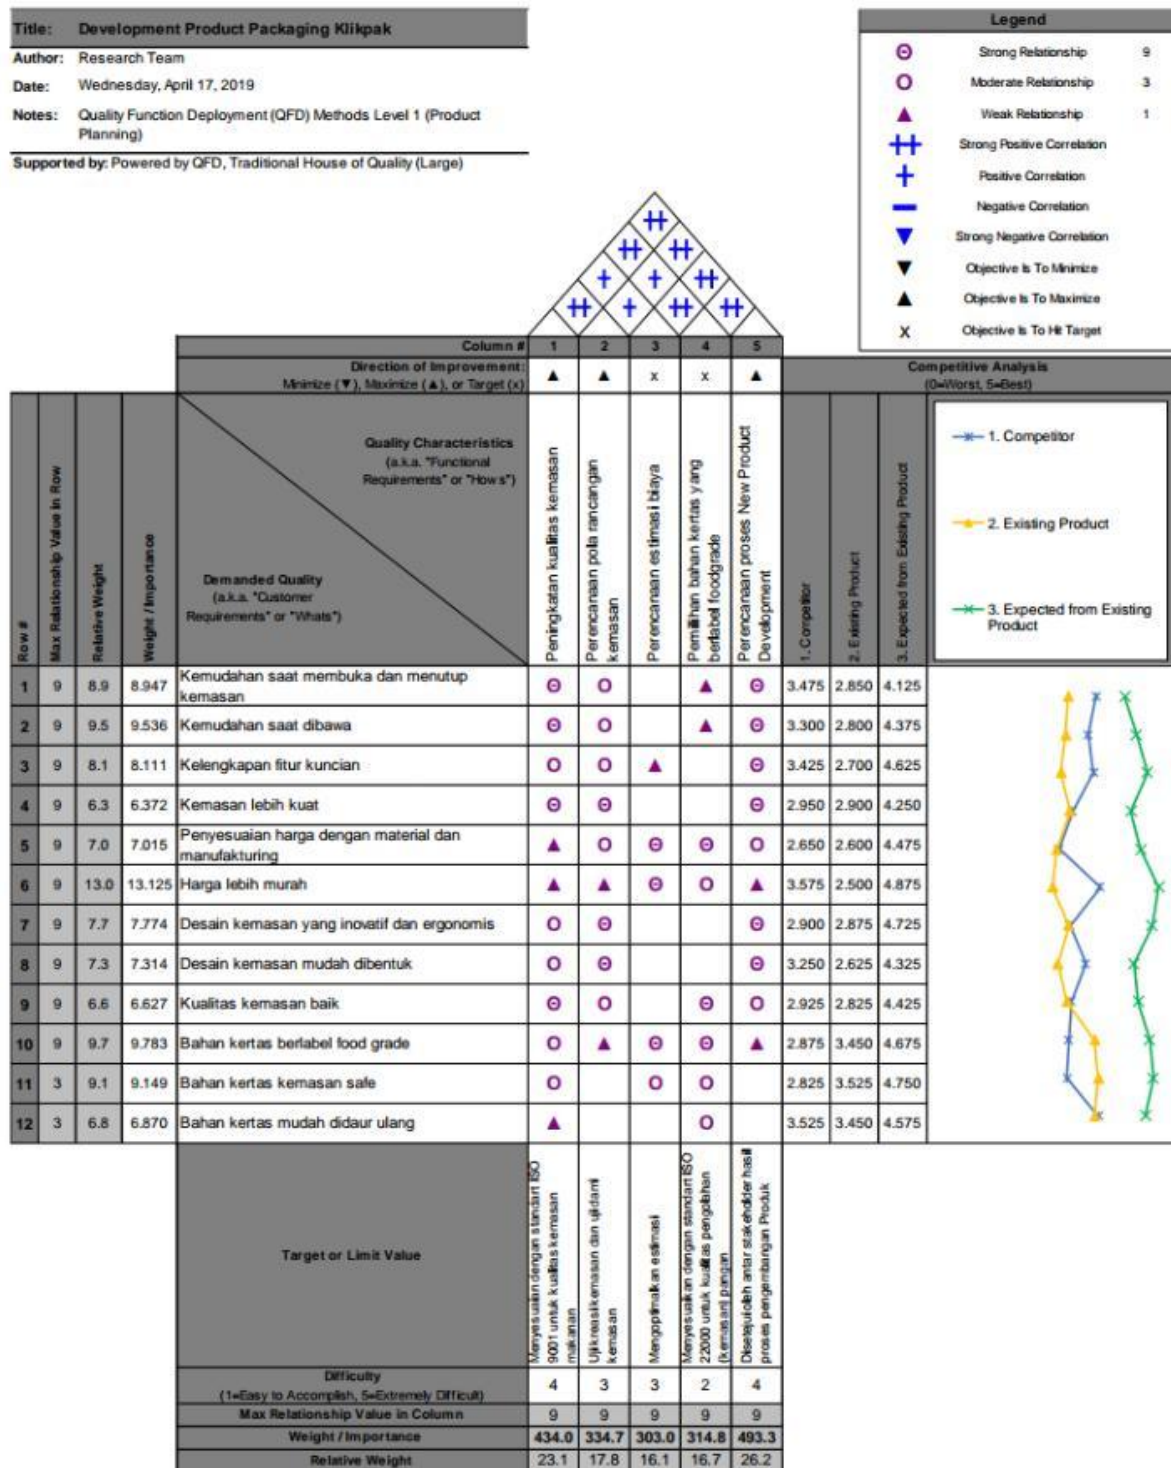 Title: Development Product Packaging Klikpak
Author: Research Team
Date: Wednesday, April 17, 2019
Notes: Quality Function Deployment (QFD) Methods Level 1 (Product
Planning)
Supported by: Powered by QFD, Traditional House of Quality (Large)
Legend
Strong Relationship 9
Moderate Relationship 3
Weak Relationship 1
Strong Positive Correlation
Positive Correlation
Negative Correlation
Strong Negative Correlation
Objective Is To Minimize
Objective Is To Maximize
X Objective Is To Hit Target
Column # 1 2 3 4 5
Direction of Improvement:
Minimize (▼), Maximize (▲), or Target (x)
▲ ▲ x x ▲
Competitive Analysis
(0=Worst, 5=Best)
Row #
Max Relationship Value in Row
Relative Weight
Weight / Importance
Quality Characteristics
(a.k.a. "Functional
Requirements" or "Hows")
Demanded Quality
(a.k.a. "Customer
Requirements" or "Whats")
Peningkatan kualitas kemasan
Perencanaan pola rancangan
kemasan
Perencanaan estimasi biaya
Pemilihan bahan kertas yang
berlabel foodgrade
Perencanaan proses New Product
Development
1. Competitor
2. Existing Product
3. Expected from Existing Product
1. Competitor
2. Existing Product
3. Expected from Existing
Product
1 9 8.9 8.947 Kemudahan saat membuka dan menutup
kemasan
Θ O ▲ Θ 3.475 2.850 4.125
2 9 9.5 9.536 Kemudahan saat dibawa Θ O ▲ Θ 3.300 2.800 4.375
3 9 8.1 8.111 Kelengkapan fitur kuncian O O ▲ Θ 3.425 2.700 4.625
4 9 6.3 6.372 Kemasan lebih kuat Θ Θ Θ 2.950 2.900 4.250
5 9 7.0 7.015 Penyesuaian harga dengan material dan
manufakturing
▲ O Θ Θ O 2.650 2.600 4.475
6 9 13.0 13.125 Harga lebih murah ▲ ▲ Θ O ▲ 3.575 2.500 4.875
7 9 7.7 7.774 Desain kemasan yang inovatif dan ergonomis O Θ Θ 2.900 2.875 4.725
8 9 7.3 7.314 Desain kemasan mudah dibentuk O Θ Θ 3.250 2.625 4.325
9 9 6.6 6.627 Kualitas kemasan baik Θ O Θ O 2.925 2.825 4.425
10 9 9.7 9.783 Bahan kertas berlabel food grade O ▲ Θ Θ ▲ 2.875 3.450 4.675
11 3 9.1 9.149 Bahan kertas kemasan safe O O O 2.825 3.525 4.750
12 3 6.8 6.870 Bahan kertas mudah didaur ulang ▲ O 3.525 3.450 4.575
Target or Limit Value
Menyesuaian dengan standart ISO
9001 untuk kualitas kemasan
makanan
Uji kreasi kemasan dan uji
kemasan
Mengoptimalkan estimasi
Menyesuaikan dengan standart ISO
22000 untuk kualitas pengolahan
(kemasan) pangan
Disetejui oleh antar stakehdider hasil
proses pengembangan Produk
Difficulty
(1=Easy to Accomplish, 5=Extremely Difficult)
4 3 3 2 4
Max Relationship Value in Column 9 9 9 9 9
Weight / Importance 434.0 334.7 303.0 314.8 493.3
Relative Weight 23.1 17.8 16.1 16.7 26.2